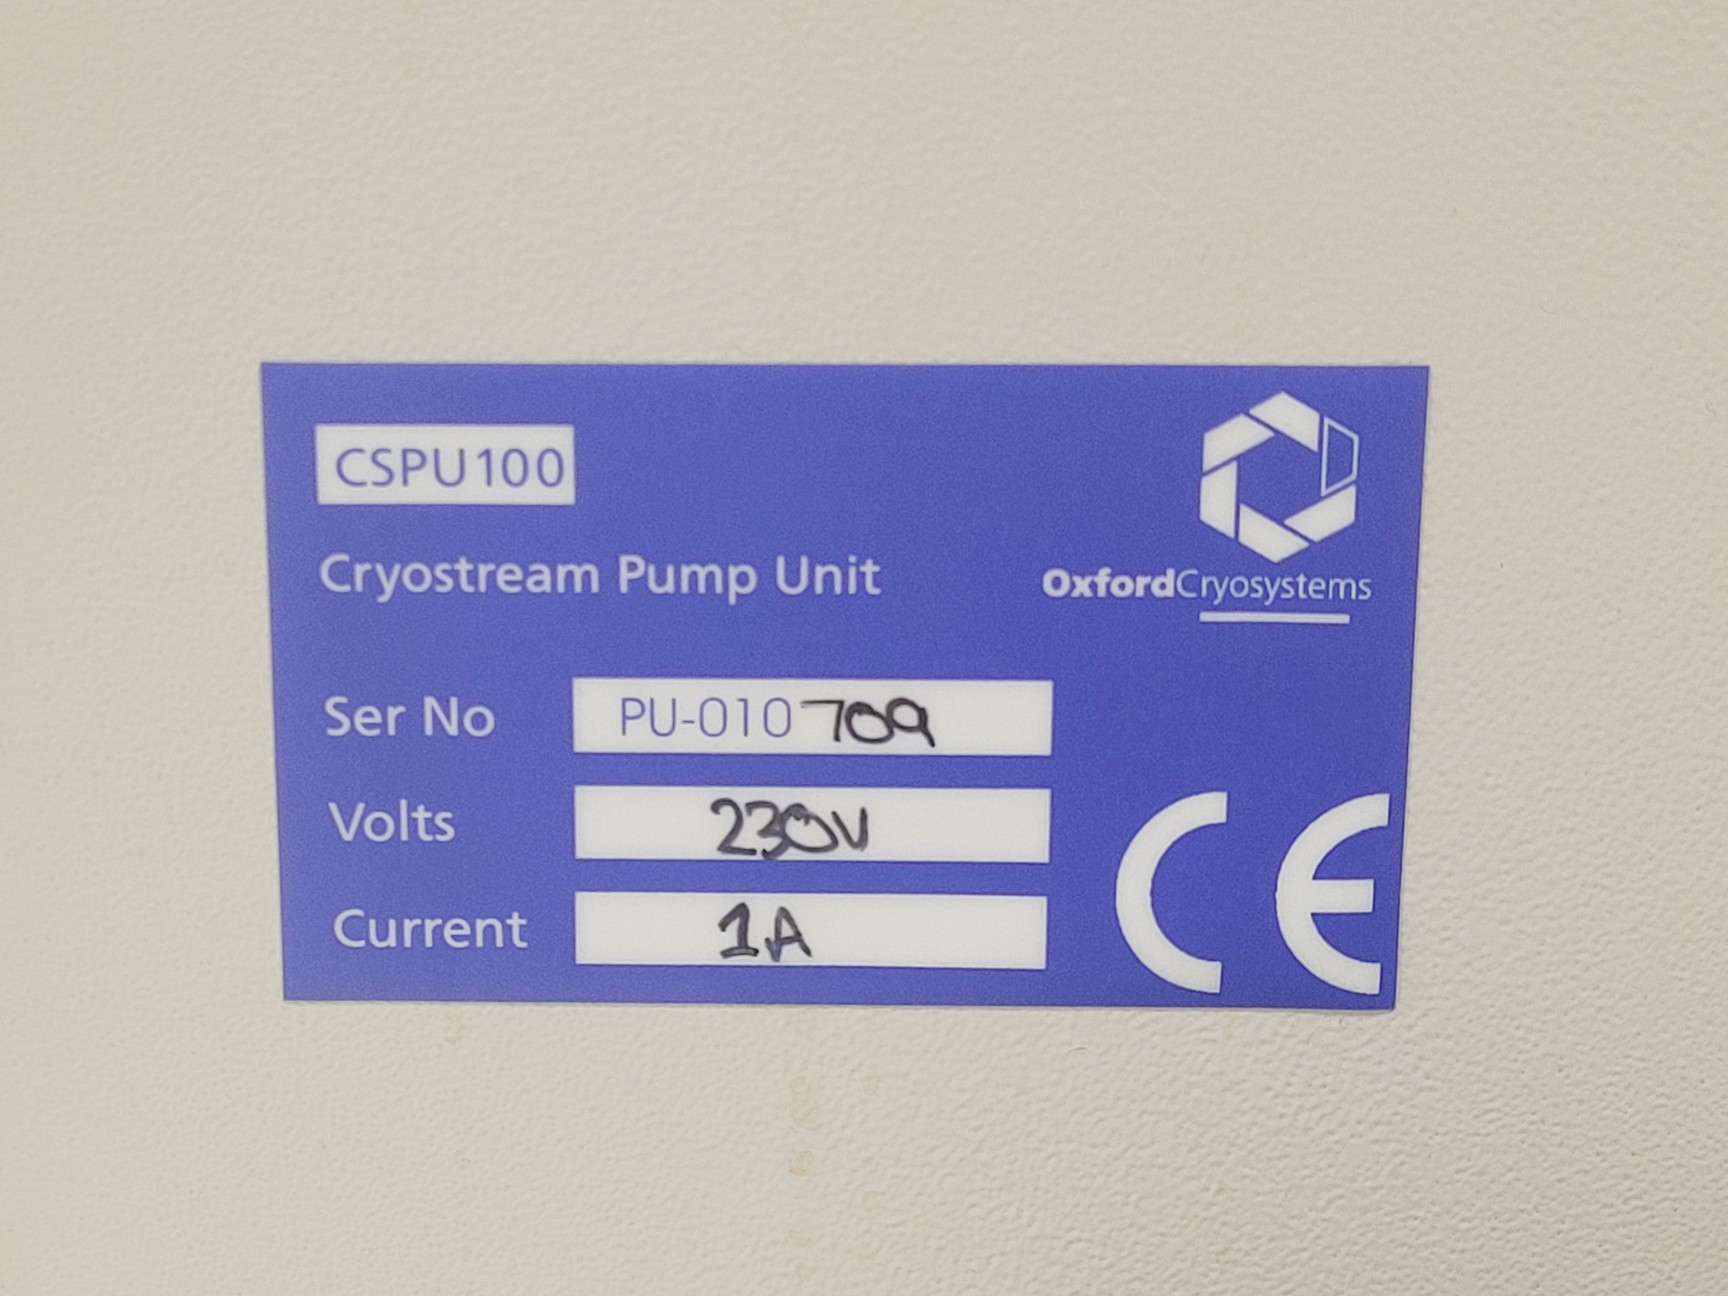 CSPU100
Cryostream Pump Unit
OxfordCryosystems
Ser No PU-010709
Volts 230V
Current 1A
CE